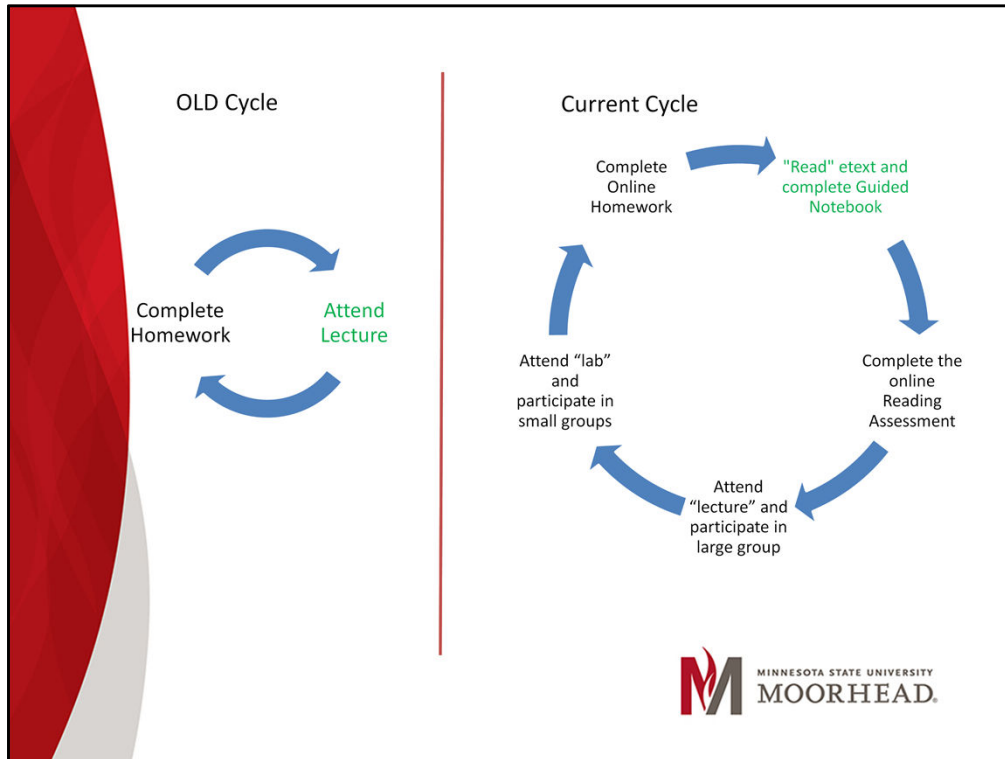 OLD Cycle
Complete
Homework
Attend
Lecture
Current Cycle
Complete
Online
Homework
"Read" etext and
complete Guided
Notebook
Complete the
online
Reading
Assessment
Attend
“lecture” and
participate in
large group
Attend “lab”
and
participate in
small groups
MINNESOTA STATE UNIVERSITY
MOORHEAD®